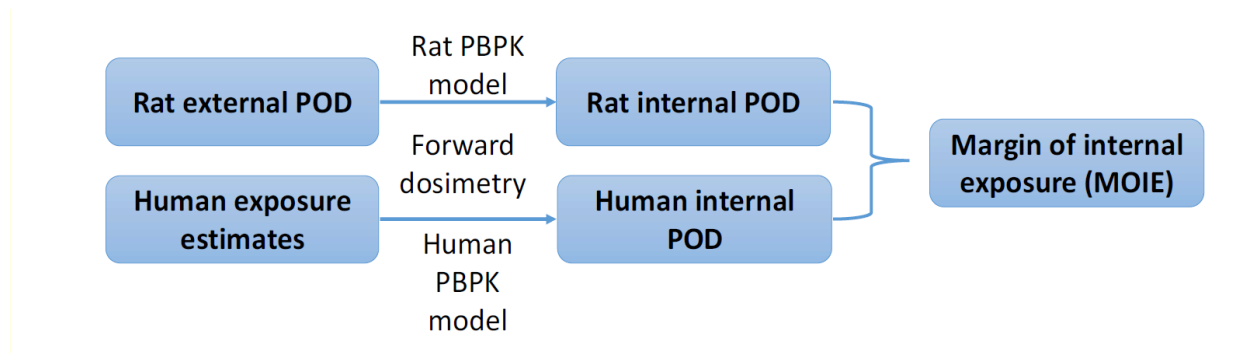 Rat external POD
Rat PBPK
model
Rat internal POD
Forward
dosimetry
Human exposure
estimates
Human
PBPK
model
Human internal
POD
Margin of internal
exposure (MOIE)